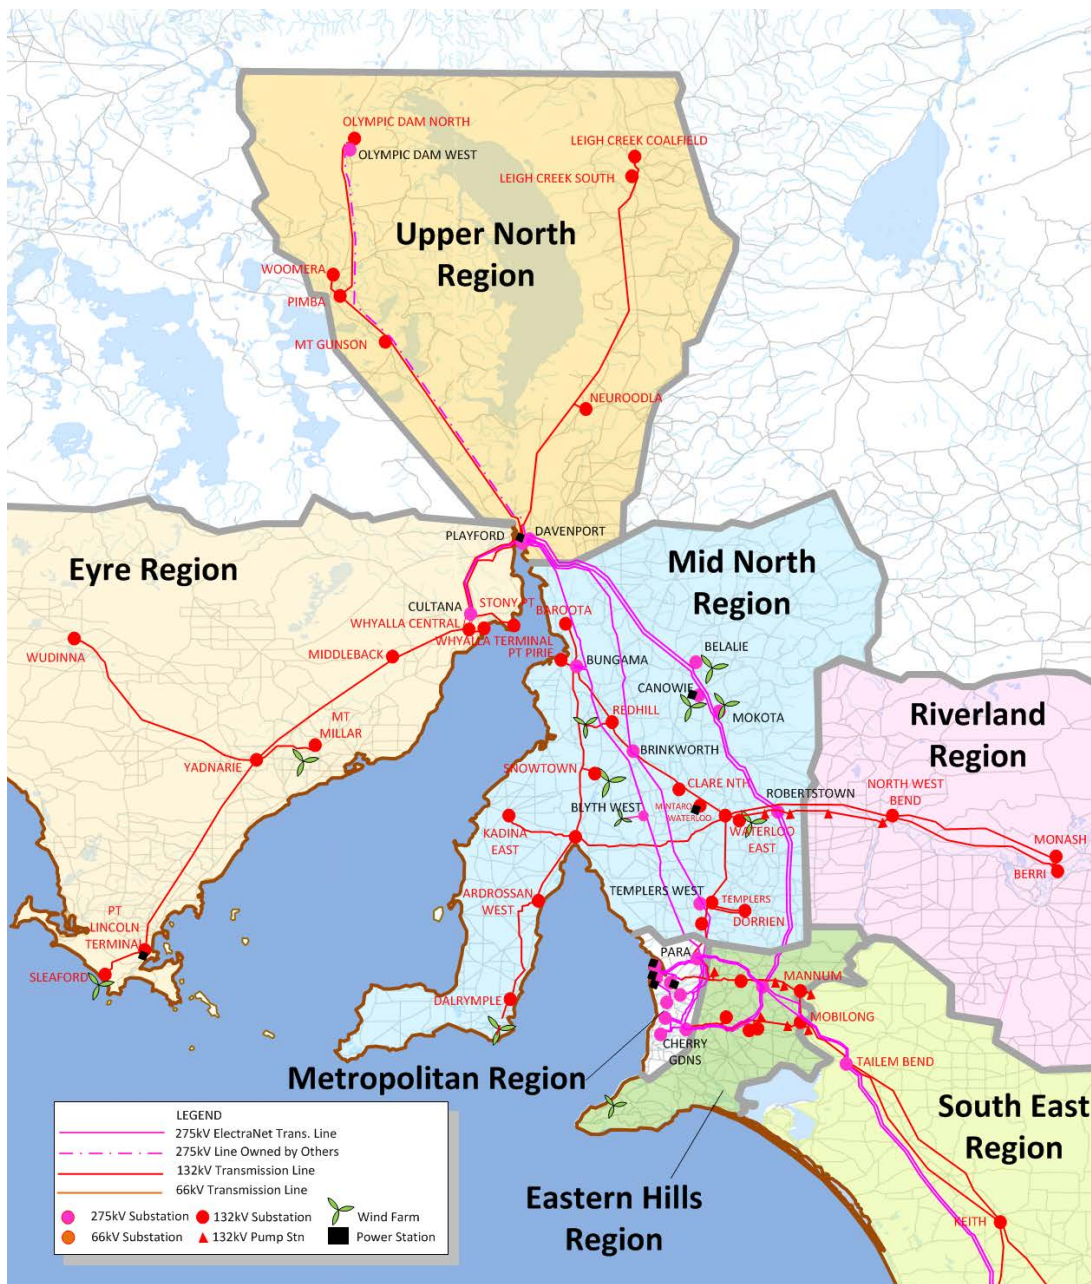 OLYMPIC DAM NORTH
OLYMPIC DAM WEST
LEIGH CREEK COALFIELD
LEIGH CREEK SOUTH
Upper North
Region
WOOMERA
PIMBA
MT GUNSON
NEUROODLA
PLAYFORD
DAVENPORT
Eyre Region
Mid North
Region
CULTANA
STONY PT
WHYALLA CENTRAL
BAROOTA
WHYALLA TERMINAL
WUDINNA
MIDDLEBACK
PT PIRIE
BUNGAMA
BELALIE
CANOWIE
MOKOTA
REDHILL
MT
MILLAR
YADNARIE
BRINKWORTH
Riverland
Region
SNOWTOWN
CLARE NTH
ROBERTSTOWN
NORTH WEST
BEND
BLYTH WEST
MINTARO
WATERLOO
WATERLOO
EAST
KADINA
EAST
MONASH
BERRI
ARDROSSAN
WEST
TEMPLERS WEST
TEMPLERS
DORRIEN
PT
LINCOLN
TERMINAL
SLEAFORD
PARA
MANNUM
DALRYMPLE
MOBILONG
CHERRY
GDNS
TAILEM BEND
Metropolitan Region
South East
Region
Eastern Hills
Region
KEITH
LEGEND
275kV ElectraNet Trans. Line
275kV Line Owned by Others
132kV Transmission Line
66kV Transmission Line
275kV Substation
132kV Substation
Wind Farm
66kV Substation
132kV Pump Stn
Power Station